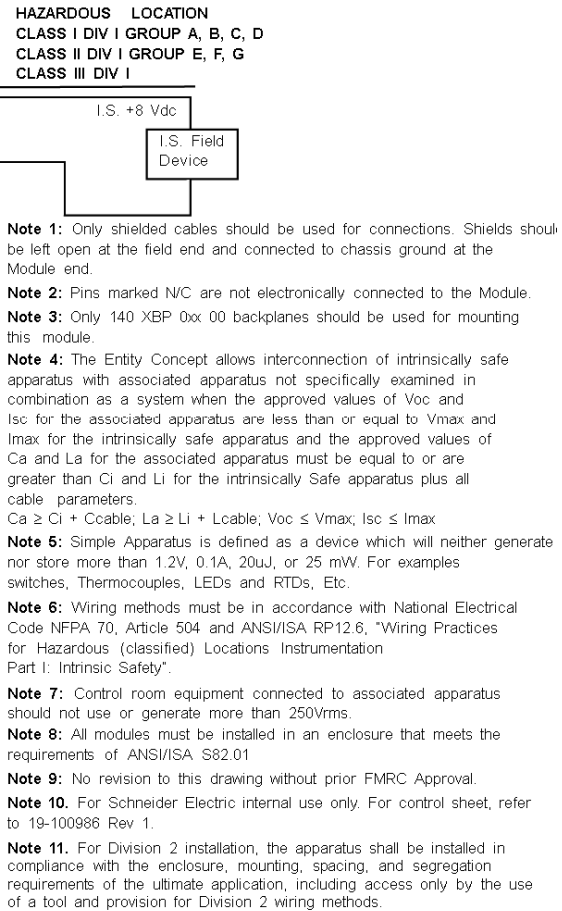 HAZARDOUS LOCATION
CLASS I DIV I GROUP A, B, C, D
CLASS II DIV I GROUP E, F, G
CLASS III DIV I
I.S. +8 Vdc
I.S. Field
Device
Note 1: Only shielded cables should be used for connections. Shields shoul
be left open at the field end and connected to chassis ground at the
Module end.
Note 2: Pins marked N/C are not electronically connected to the Module.
Note 3: Only 140 XBP 0xx 00 backplanes should be used for mounting
this module.
Note 4: The Entity Concept allows interconnection of intrinsically safe
apparatus with associated apparatus not specifically examined in
combination as a system when the approved values of Voc and
Isc for the associated apparatus are less than or equal to Vmax and
Imax for the intrinsically safe apparatus and the approved values of
Ca and La for the associated apparatus must be equal to or are
greater than Ci and Li for the intrinsically Safe apparatus plus all
cable parameters.
Ca ≥ Ci + Ccable; La ≥ Li + Lcable; Voc ≤ Vmax; Isc ≤ Imax
Note 5: Simple Apparatus is defined as a device which will neither generate
nor store more than 1.2V, 0.1A, 20uJ, or 25 mW. For examples
switches, Thermocouples, LEDs and RTDs, Etc.
Note 6: Wiring methods must be in accordance with National Electrical
Code NFPA 70, Article 504 and ANSI/ISA RP12.6, "Wiring Practices
for Hazardous (classified) Locations Instrumentation
Part I: Intrinsic Safety".
Note 7: Control room equipment connected to associated apparatus
should not use or generate more than 250Vrms.
Note 8: All modules must be installed in an enclosure that meets the
requirements of ANSI/ISA S82.01
Note 9: No revision to this drawing without prior FMRC Approval.
Note 10. For Schneider Electric internal use only. For control sheet, refer
to 19-100986 Rev 1.
Note 11. For Division 2 installation, the apparatus shall be installed in
compliance with the enclosure, mounting, spacing, and segregation
requirements of the ultimate application, including access only by the use
of a tool and provision for Division 2 wiring methods.